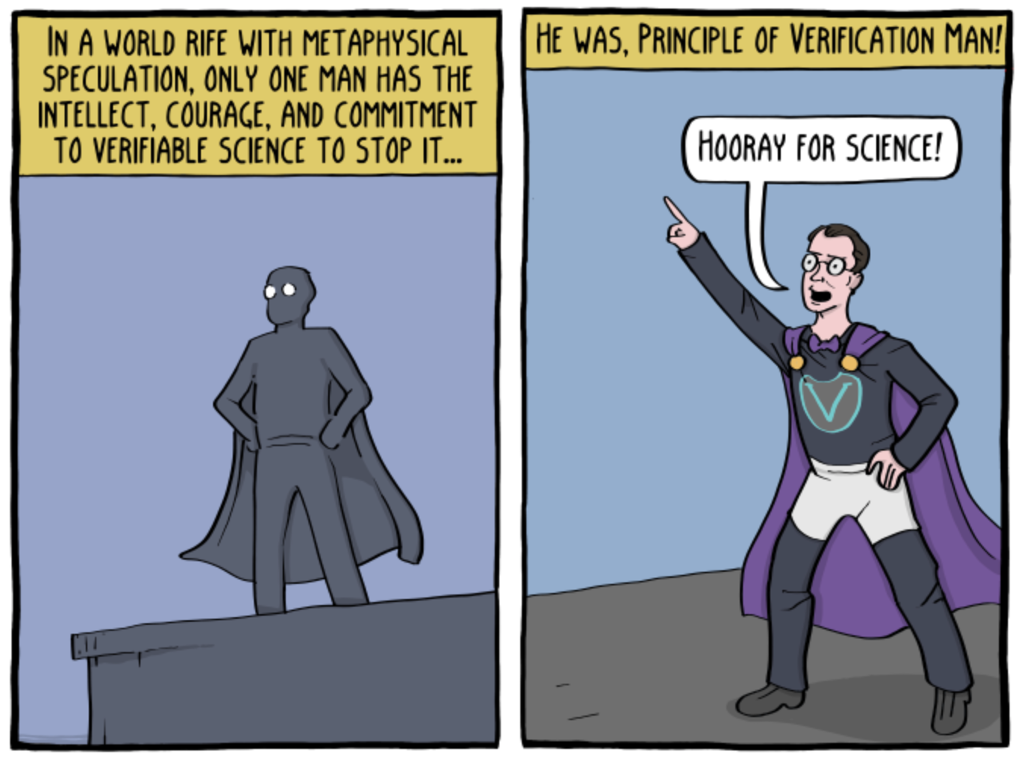 IN A WORLD RIFE WITH METAPHYSICAL
SPECULATION, ONLY ONE MAN HAS THE
INTELLECT, COURAGE, AND COMMITMENT
TO VERIFIABLE SCIENCE TO STOP IT...
HE WAS, PRINCIPLE OF VERIFICATION MAN!
HOORAY FOR SCIENCE!
V